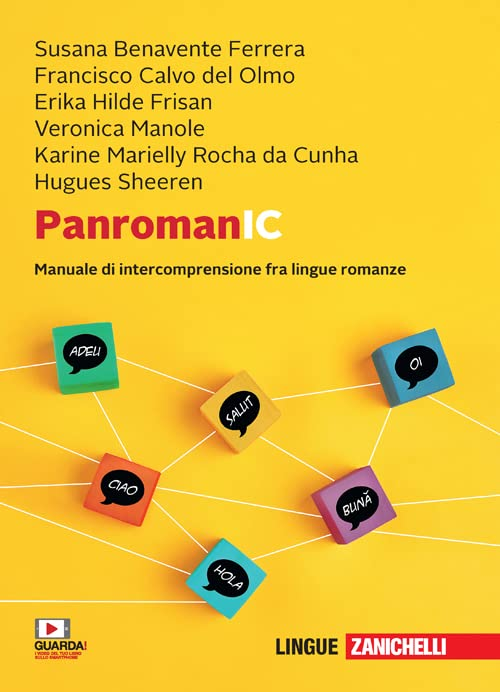 Susana Benavente Ferrera
Francisco Calvo del Olmo
Erika Hilde Frisan
Veronica Manole
Karine Marielly Rocha da Cunha
Hugues Sheeren
PanromanIC
Manuale di intercomprensione fra lingue romanze
ADEU
SALUT
OI
CIAO
BUNĂ
HOLA
GUARDA!
I VIDEO DEL TUO LIBRO
SULLO SMARTPHONE
LINGUE ZANICHELLI